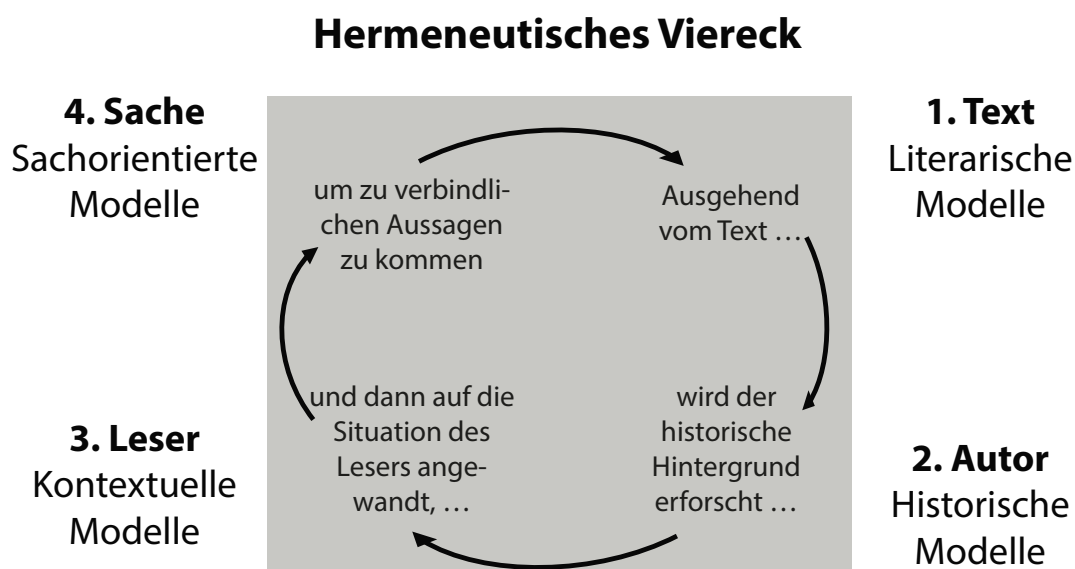 Hermeneutisches Viereck
4. Sache
Sachorientierte
Modelle
um zu verbindli-
chen Aussagen
zu kommen
Ausgehend
vom Text …
1. Text
Literarische
Modelle
3. Leser
Kontextuelle
Modelle
und dann auf die
Situation des
Lesers ange-
wandt, …
wird der
historische
Hintergrund
erforscht …
2. Autor
Historische
Modelle